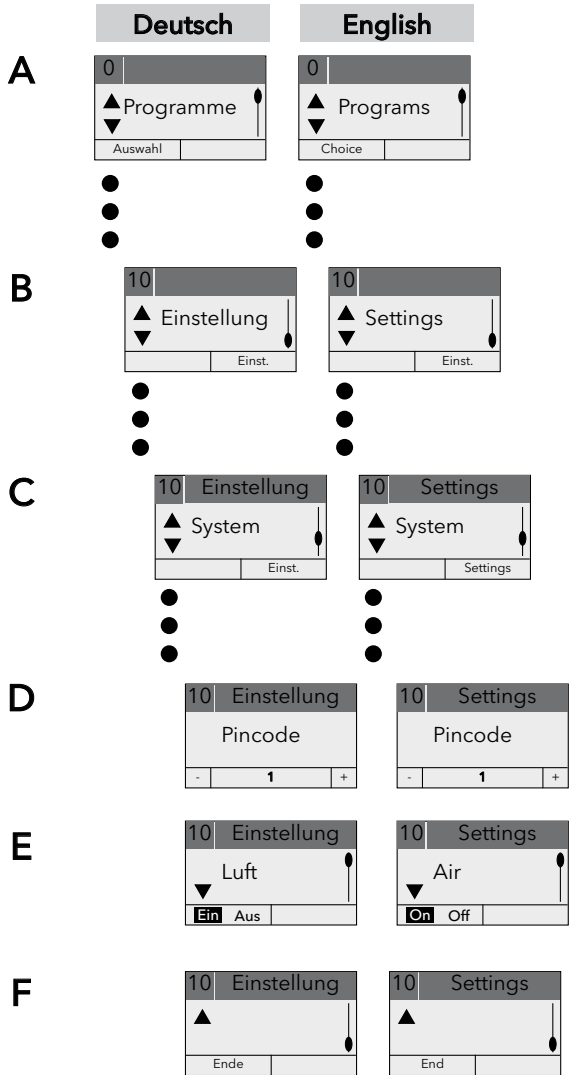 Deutsch English
A
0 0
Programme Programs
Auswahl Choice
B
10 10
Einstellung Settings
Einst. Einst.
C
10 Einstellung 10 Settings
System System
Einst. Settings
D
10 Einstellung 10 Settings
Pincode Pincode
- 1 + - 1 +
E
10 Einstellung 10 Settings
Luft Air
Ein Aus On Off
F
10 Einstellung 10 Settings
Ende End